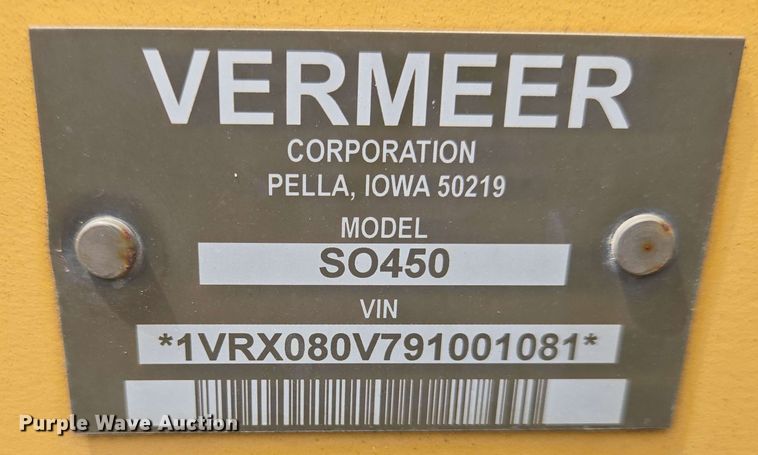 VERMEER
CORPORATION
PELLA, IOWA 50219
MODEL
SO450
VIN
*1VRX080V791001081*
Purple Wave Auction